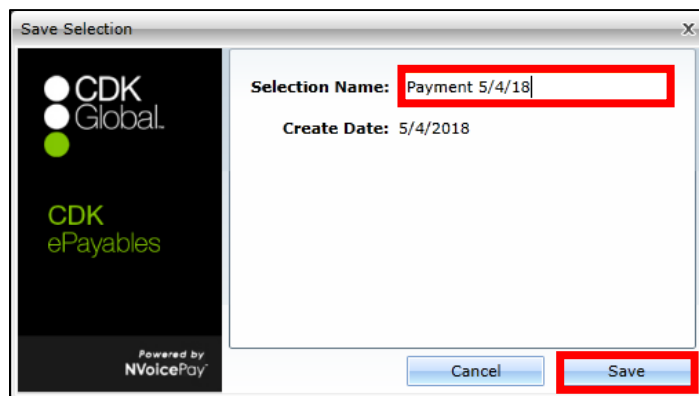 Save Selection
x
CDK
Global
CDK
ePayables
Powered by
NVoicePay
Selection Name: Payment 5/4/18
Create Date: 5/4/2018
Cancel Save